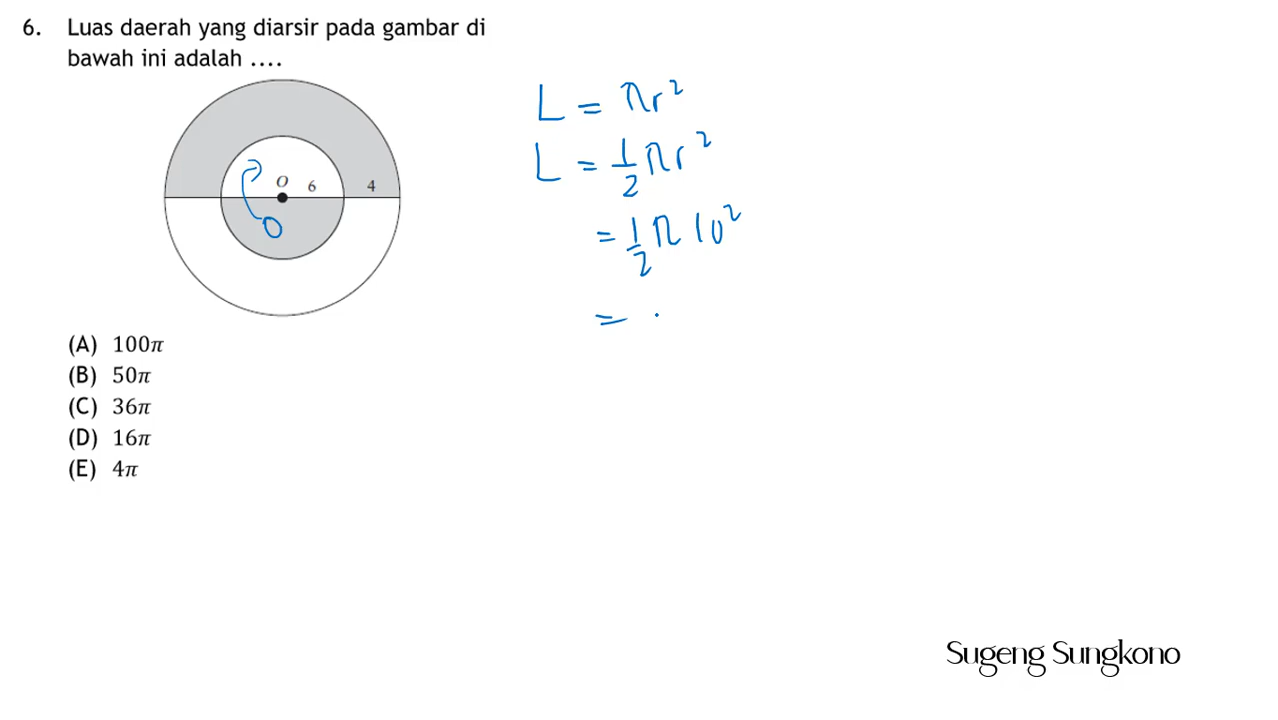 6. Luas daerah yang diarsir pada gambar di
bawah ini adalah ....
O 6 4
(A) 100π
(B) 50π
(C) 36π
(D) 16π
(E) 4π
L = πr²
L = 1/2 πr²
= 1/2 π 10²
= .
Sugeng Sungkono